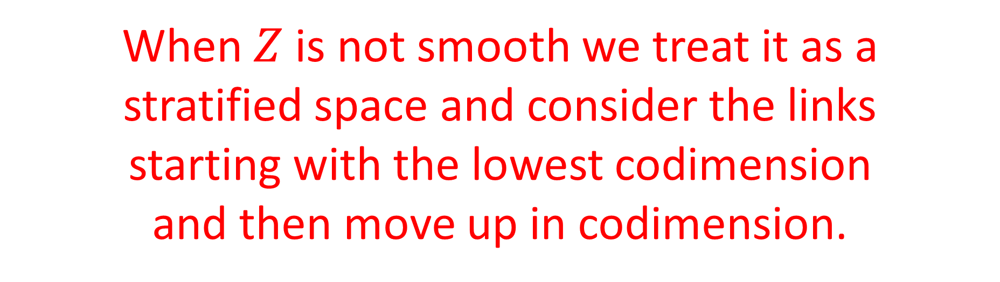 When 𝑍 is not smooth we treat it as a
stratified space and consider the links
starting with the lowest codimension
and then move up in codimension.